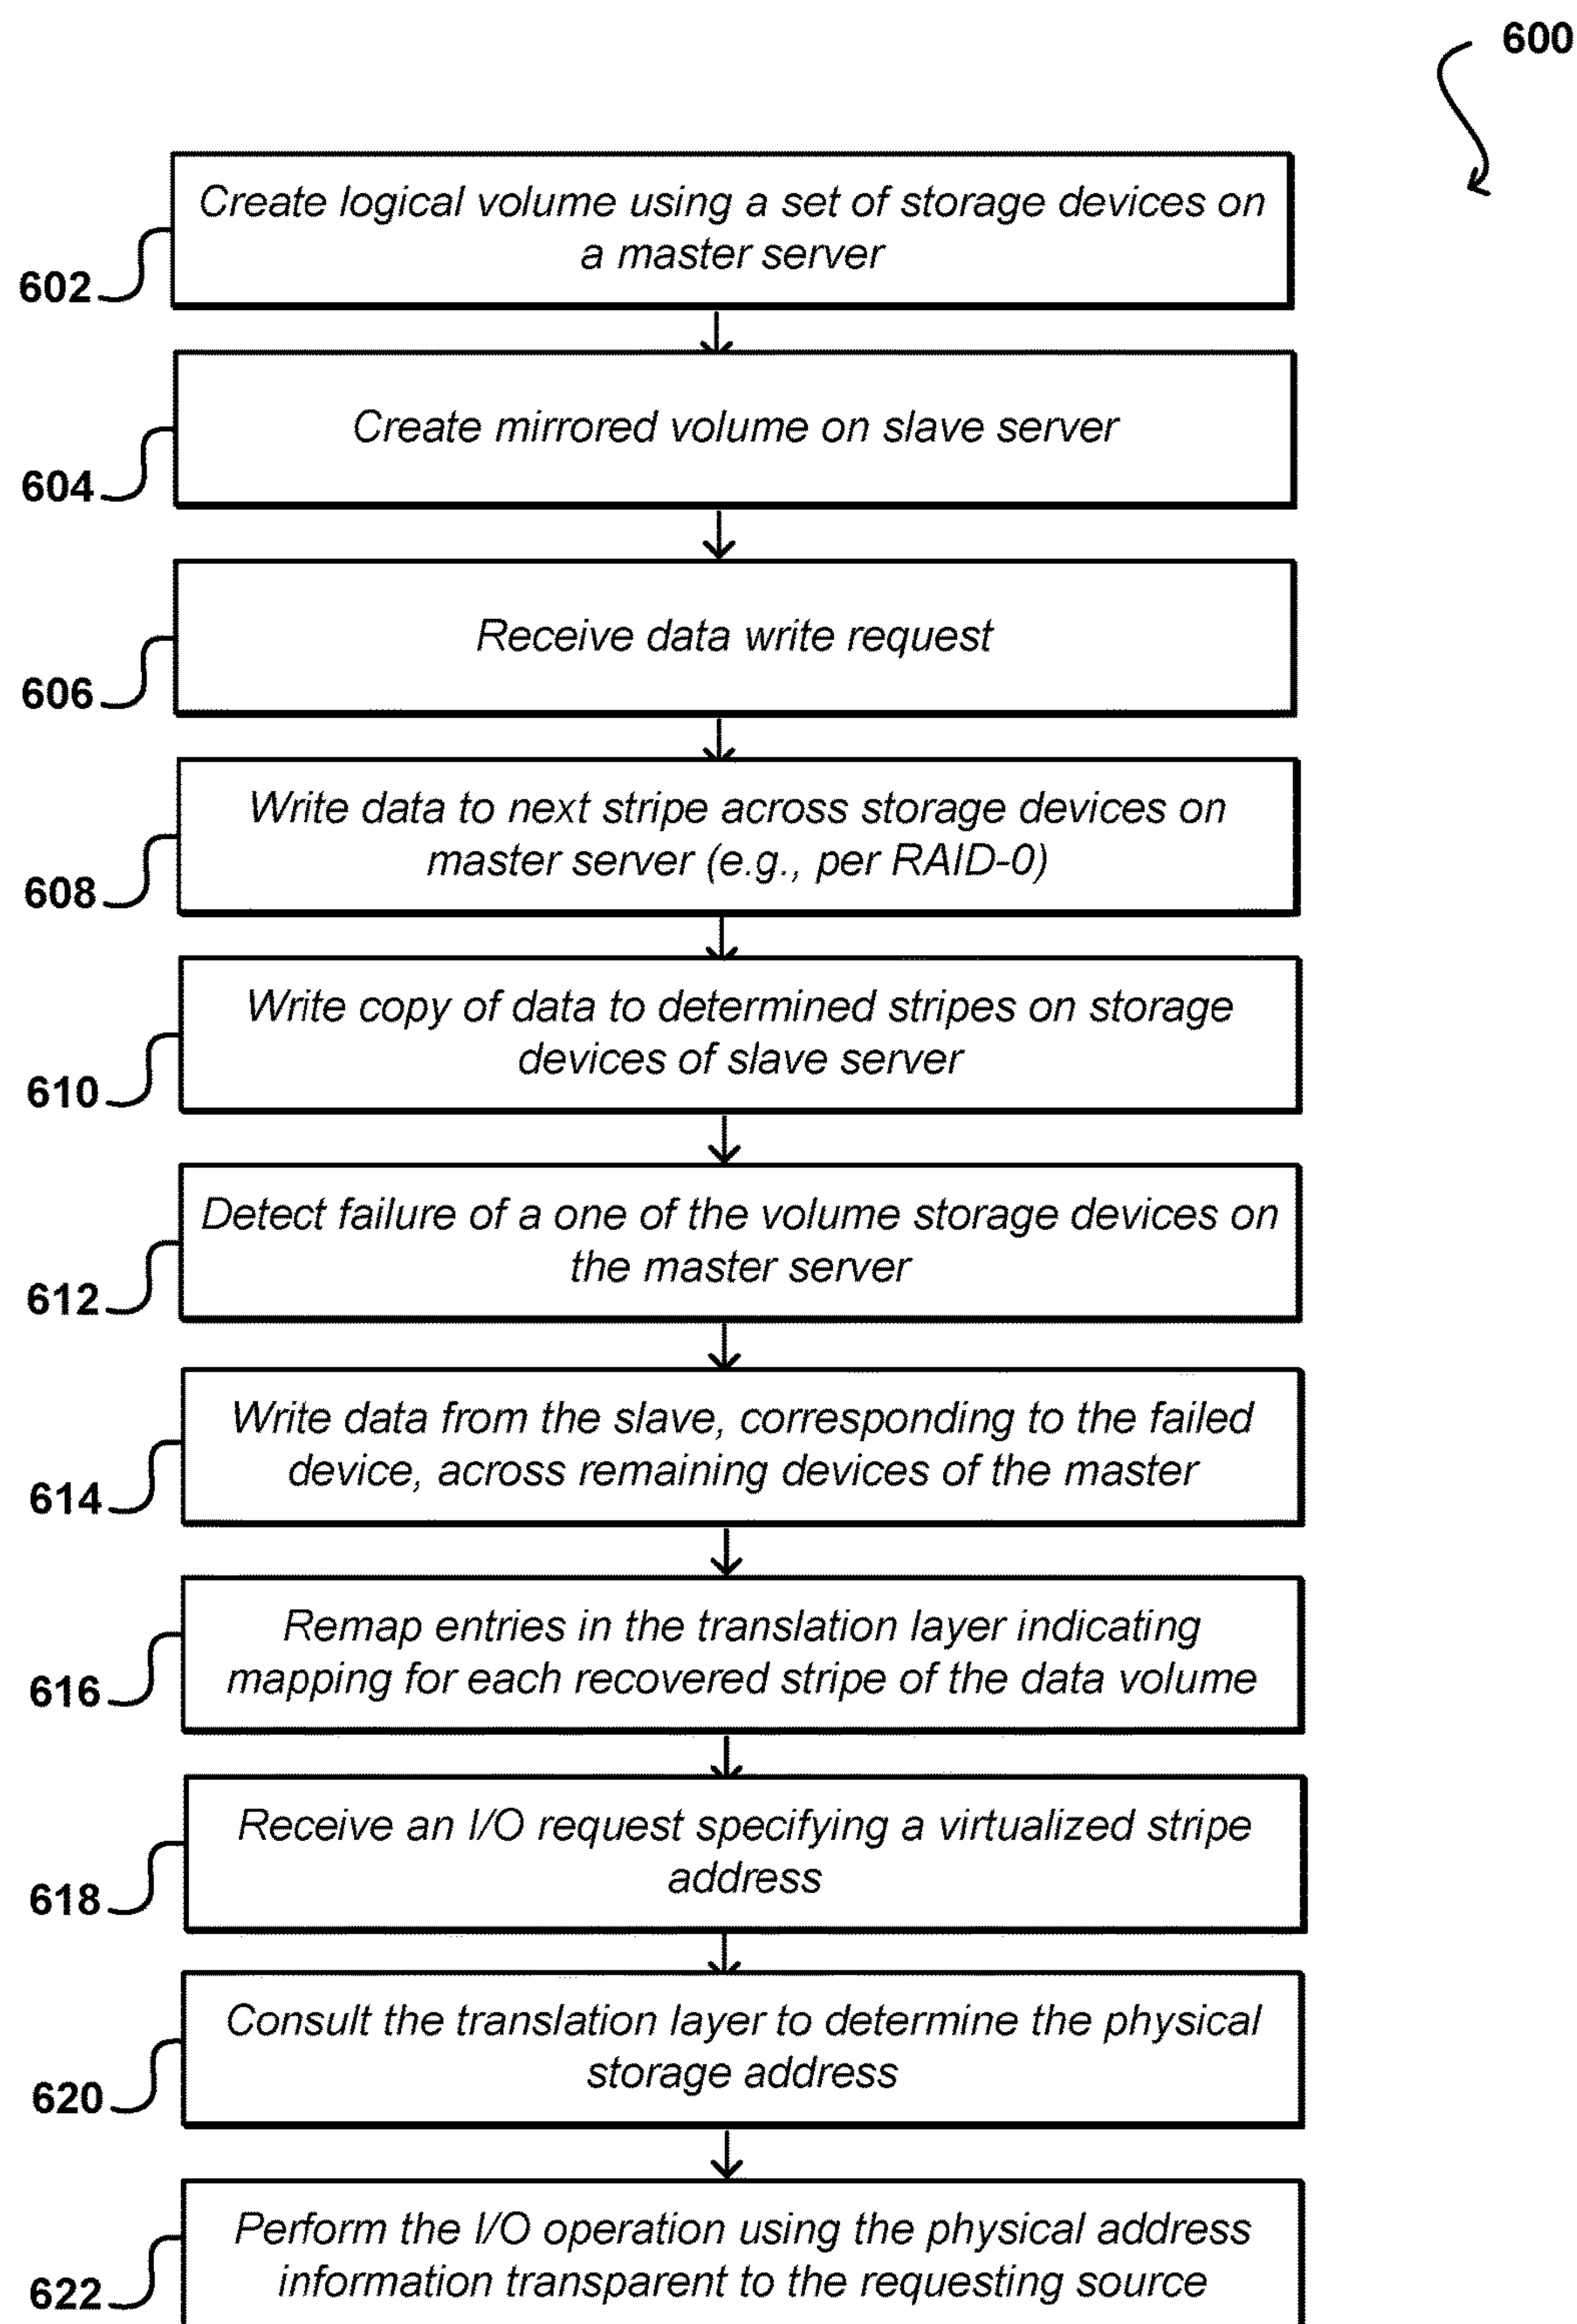 600
Create logical volume using a set of storage devices on
a master server
602
Create mirrored volume on slave server
604
Receive data write request
606
Write data to next stripe across storage devices on
master server (e.g., per RAID-0)
608
Write copy of data to determined stripes on storage
devices of slave server
610
Detect failure of a one of the volume storage devices on
the master server
612
Write data from the slave, corresponding to the failed
device, across remaining devices of the master
614
Remap entries in the translation layer indicating
mapping for each recovered stripe of the data volume
616
Receive an I/O request specifying a virtualized stripe
address
618
Consult the translation layer to determine the physical
storage address
620
Perform the I/O operation using the physical address
information transparent to the requesting source
622